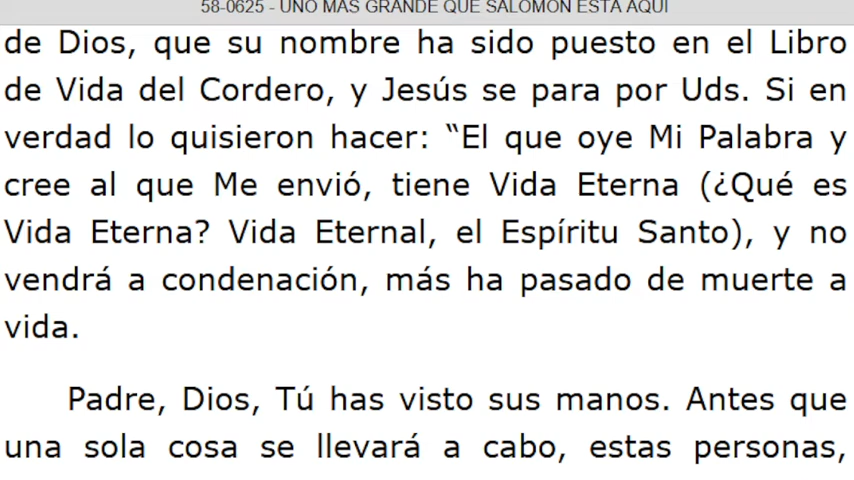 58-0625 - UNO MAS GRANDE QUE SALOMON ESTA AQUI
de Dios, que su nombre ha sido puesto en el Libro
de Vida del Cordero, y Jesús se para por Uds. Si en
verdad lo quisieron hacer: “El que oye Mi Palabra y
cree al que Me envió, tiene Vida Eterna (¿Qué es
Vida Eterna? Vida Eternal, el Espíritu Santo), y no
vendrá a condenación, más ha pasado de muerte a
vida.
Padre, Dios, Tú has visto sus manos. Antes que
una sola cosa se llevará a cabo, estas personas,